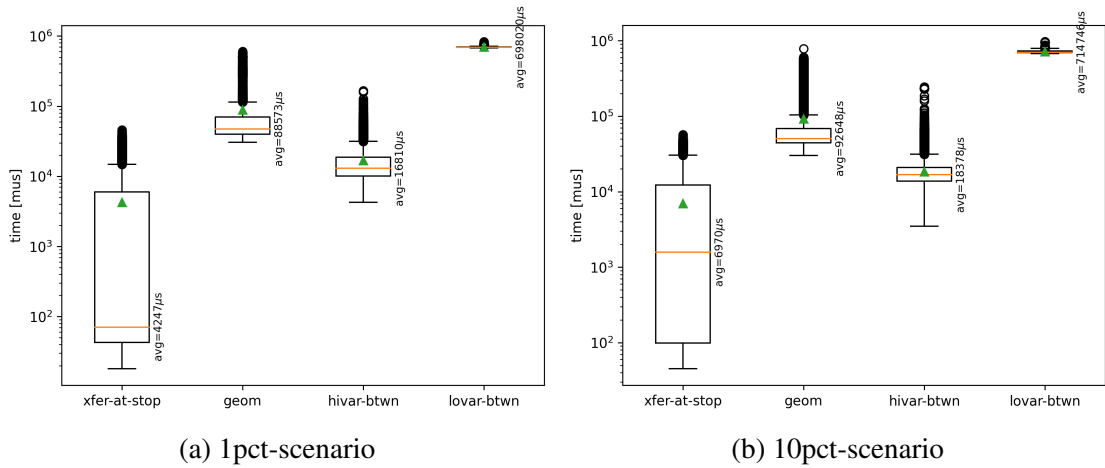 10⁶
10⁵
10⁴
10³
10²
time [mus]
avg=4247μs
avg=88573μs
avg=16810μs
avg=698020μs
xfer-at-stop geom hivar-btwn lovar-btwn
(a) 1pct-scenario
10⁶
10⁵
10⁴
10³
10²
time [mus]
avg=6970μs
avg=92648μs
avg=18378μs
avg=714746μs
xfer-at-stop geom hivar-btwn lovar-btwn
(b) 10pct-scenario